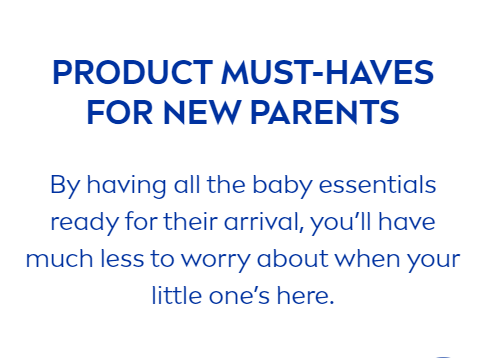 PRODUCT MUST-HAVES
FOR NEW PARENTS
By having all the baby essentials
ready for their arrival, you’ll have
much less to worry about when your
little one’s here.